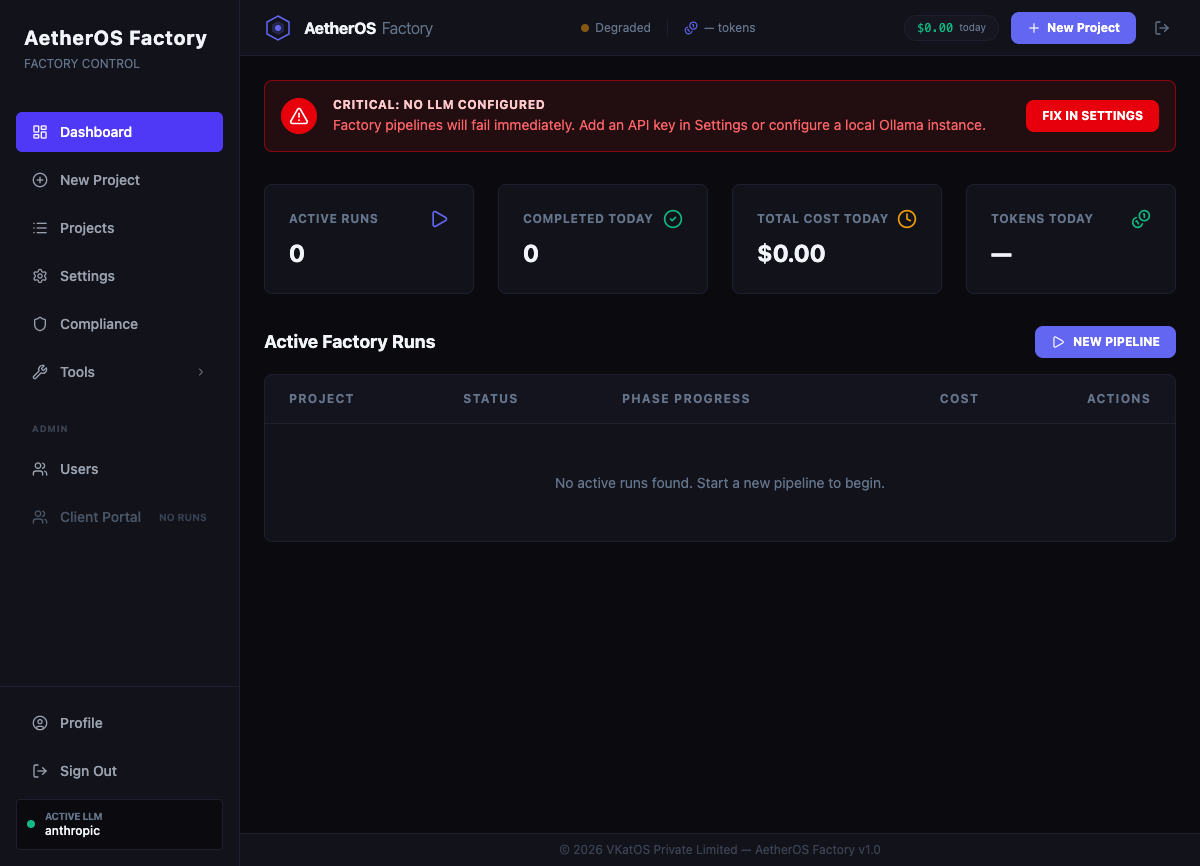 AetherOS Factory
FACTORY CONTROL
Dashboard
New Project
Projects
Settings
Compliance
Tools
ADMIN
Users
Client Portal NO RUNS
Profile
Sign Out
ACTIVE LLM
anthropic
AetherOS Factory
Degraded
— tokens
$0.00 today
New Project
CRITICAL: NO LLM CONFIGURED
Factory pipelines will fail immediately. Add an API key in Settings or configure a local Ollama instance.
FIX IN SETTINGS
ACTIVE RUNS
0
COMPLETED TODAY
0
TOTAL COST TODAY
$0.00
TOKENS TODAY
—
Active Factory Runs
NEW PIPELINE
PROJECT STATUS PHASE PROGRESS COST ACTIONS
No active runs found. Start a new pipeline to begin.
© 2026 VKatOS Private Limited — AetherOS Factory v1.0